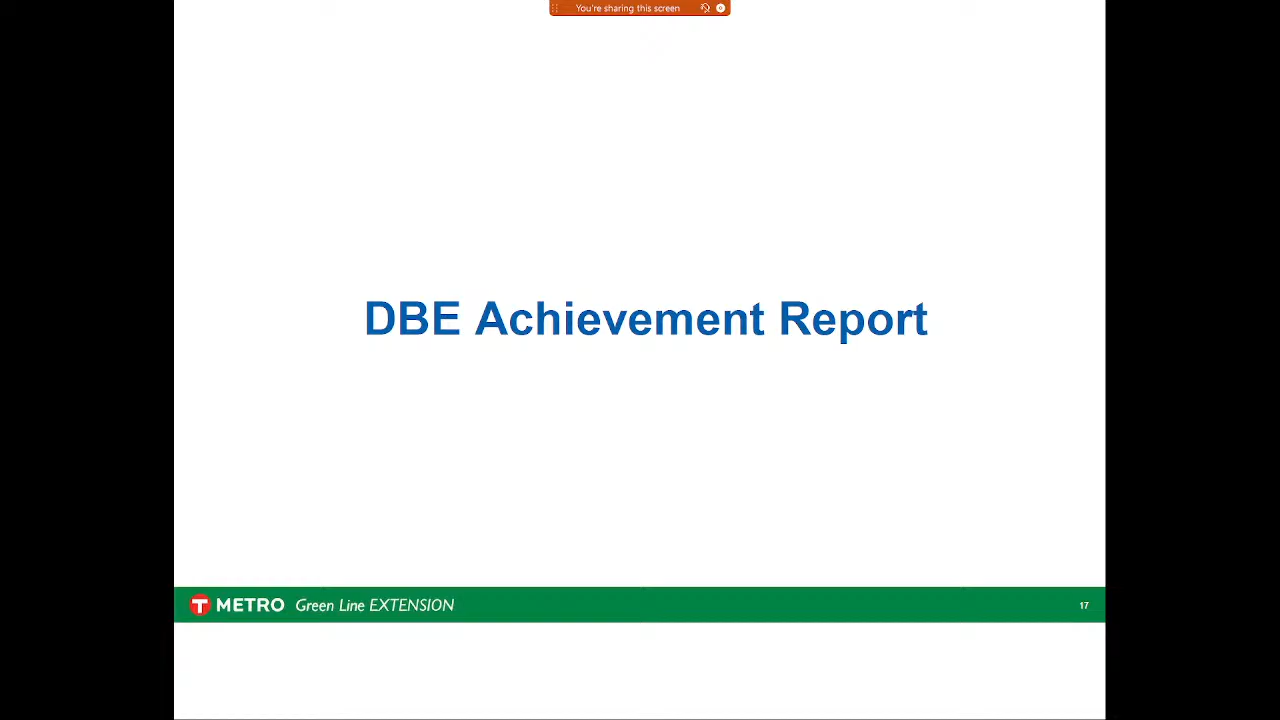 You're sharing this screen
DBE Achievement Report
T METRO Green Line EXTENSION
17